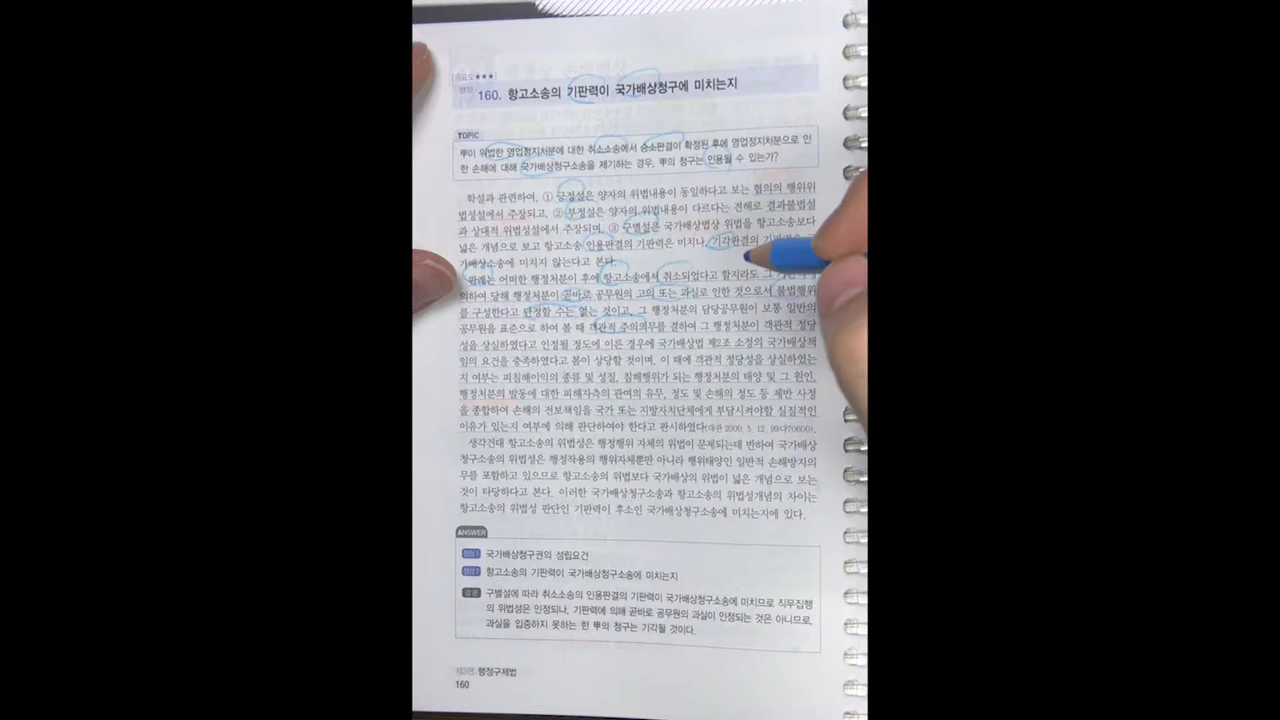 [중요도★★★]
쟁점 160. 항고소송의 기판력이 국가배상청구에 미치는지
TOPIC
甲이 위법한 영업정지처분에 대한 취소소송에서 승소판결이 확정된 후에 영업정지처분으로 인
한 손해에 대해 국가배상청구소송을 제기하는 경우, 甲의 청구는 인용될 수 있는가?
학설과 관련하여, ① 긍정설은 양자의 위법내용이 동일하다고 보는 협의의 행위위
법성설에서 주장되고, ② 부정설은 양자의 위법내용이 다르다는 견해로 결과불법설
과 상대적 위법성설에서 주장되며, ③ 구별설은 국가배상법상 위법을 항고소송보다
넓은 개념으로 보고 항고소송 인용판결의 기판력은 미치나, 기각판결의
가배상소송에 미치지 않는다고 본다.
판례는 어떠한 행정처분이 후에 항고소송에서 취소되었다고 할지라도 그
의하여 당해 행정처분이 곧바로 공무원의 고의 또는 과실로 인한 것으로서 불법행위
를 구성한다고 단정할 수는 없는 것이고, 그 행정처분의 담당공무원이 보통 일반의
공무원을 표준으로 하여 볼 때 객관적 주의의무를 결하여 그 행정처분이 객관적 정당
성을 상실하였다고 인정될 정도에 이른 경우에 국가배상법 제2조 소정의 국가배상책
임의 요건을 충족하였다고 봄이 상당할 것이며, 이 때에 객관적 정당성을 상실하였는
지 여부는 피침해이익의 종류 및 성질, 침해행위가 되는 행정처분의 태양 및 그 원인,
행정처분의 발동에 대한 피해자측의 관여의 유무, 정도 및 손해의 정도 등 제반 사정
을 종합하여 손해의 전보책임을 국가 또는 지방자치단체에게 부담시켜야할 실질적인
이유가 있는지 여부에 의해 판단하여야 한다고 판시하였다(대판 2000. 5. 12, 99다70600).
생각건대 항고소송의 위법성은 행정행위 자체의 위법이 문제되는데 반하여 국가배상
청구소송의 위법성은 행정작용의 행위자체뿐만 아니라 행위태양인 일반적 손해방지의
무를 포함하고 있으므로 항고소송의 위법보다 국가배상의 위법이 넓은 개념으로 보는
것이 타당하다고 본다. 이러한 국가배상청구소송과 항고소송의 위법성개념의 차이는
항고소송의 위법성 판단인 기판력이 후소인 국가배상청구소송에 미치는지에 있다.
ANSWER
쟁점1 국가배상청구권의 성립요건
쟁점2 항고소송의 기판력이 국가배상청구소송에 미치는지
결 론 구별설에 따라 취소소송의 인용판결의 기판력이 국가배상청구소송에 미치므로 직무집행
의 위법성은 인정되나, 기판력에 의해 곧바로 공무원의 과실이 인정되는 것은 아니므로,
과실을 입증하지 못하는 한 甲의 청구는 기각될 것이다.
제3편 행정구제법
160